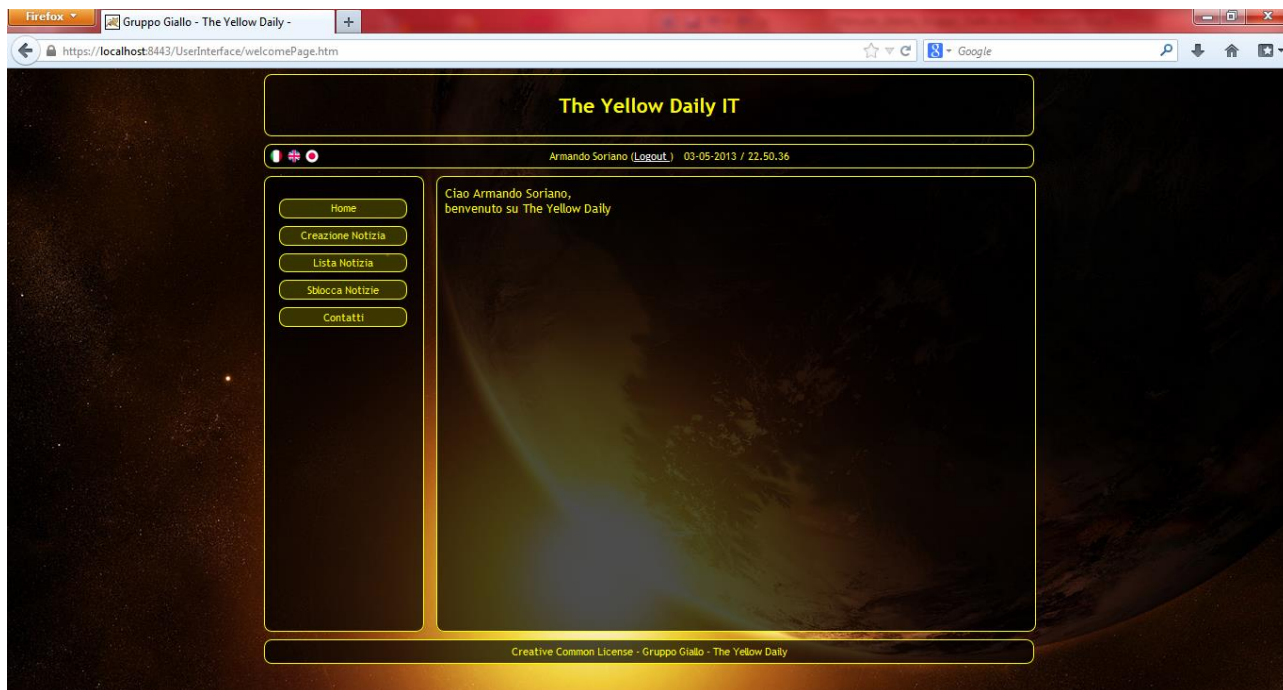 Firefox
Gruppo Giallo - The Yellow Daily -
https://localhost:8443/UserInterface/welcomePage.htm
Google
The Yellow Daily IT
Armando Soriano (Logout ) 03-05-2013 / 22.50.36
Home
Creazione Notizia
Lista Notizia
Sblocca Notizie
Contatti
Ciao Armando Soriano,
benvenuto su The Yellow Daily
Creative Common License - Gruppo Giallo - The Yellow Daily